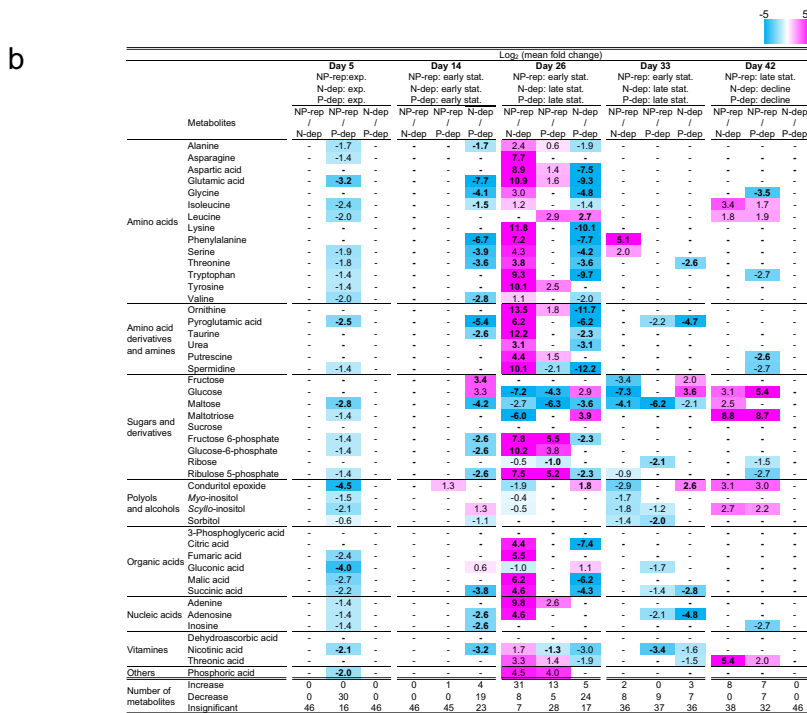 b
-5 5
Log₂ (mean fold change)
Day 5 Day 14 Day 26 Day 33 Day 42
NP-rep:exp. NP-rep: early stat. NP-rep: early stat. NP-rep: early stat. NP-rep: late stat.
N-dep: exp. N-dep: early stat. N-dep: late stat. N-dep: late stat. N-dep: decline
P-dep: exp. P-dep: early stat. P-dep: late stat. P-dep: late stat. P-dep: decline
NP-rep NP-rep N-dep NP-rep NP-rep N-dep NP-rep NP-rep N-dep NP-rep NP-rep N-dep NP-rep NP-rep N-dep
Metabolites / / / / / / / / / / / / / / /
N-dep P-dep P-dep N-dep P-dep P-dep N-dep P-dep P-dep N-dep P-dep P-dep N-dep P-dep P-dep
Alanine - -1.7 - - - -1.7 2.4 0.6 -1.9 - - - - - -
Asparagine - -1.4 - - - - 7.7 - - - - - - - -
Aspartic acid - - - - - - 8.9 1.4 -7.5 - - - - - -
Glutamic acid - -3.2 - - - -7.7 10.9 1.6 -9.3 - - - - - -
Glycine - - - - - -4.1 3.0 - -4.8 - - - - -3.5 -
Isoleucine - -2.4 - - - -1.5 1.2 - -1.4 - - - 3.4 1.7 -
Amino acids Leucine - -2.0 - - - - - 2.9 2.7 - - - 1.8 1.9 -
Lysine - - - - - - 11.8 - -10.1 - - - - - -
Phenylalanine - - - - - -6.7 7.2 - -7.7 5.1 - - - - -
Serine - -1.9 - - - -3.9 4.3 - -4.2 2.0 - - - - -
Threonine - -1.8 - - - -3.6 3.8 - -3.6 - - -2.6 - - -
Tryptophan - -1.4 - - - - 9.3 - -9.7 - - - - -2.7 -
Tyrosine - -1.4 - - - - 10.1 2.5 - - - - - - -
Valine - -2.0 - - - -2.8 1.1 - -2.0 - - - - - -
Ornithine - - - - - - 13.5 1.8 -11.7 - - - - - -
Amino acid Pyroglutamic acid - -2.5 - - - -5.4 6.2 - -6.2 - -2.2 -4.7 - - -
derivatives Taurine - - - - - -2.6 12.2 - -2.3 - - - - - -
and amines Urea - - - - - - 3.1 - -3.1 - - - - - -
Putrescine - - - - - - 4.4 1.5 - - - - - -2.6 -
Spermidine - -1.4 - - - - 10.1 -2.1 -12.2 - - - - -2.7 -
Fructose - - - - - 3.4 - - - -3.4 - 2.0 - - -
Glucose - - - - - 3.3 -7.2 -4.3 2.9 -7.3 - 3.6 3.1 5.4 -
Maltose - -2.8 - - - -4.2 -2.7 -6.3 -3.6 -4.1 -6.2 -2.1 2.5 - -
Sugars and Maltotriose - -1.4 - - - - -6.0 - 3.9 - - - 8.8 8.7 -
derivatives Sucrose - - - - - - - - - - - - - - -
Fructose 6-phosphate - -1.4 - - - -2.6 7.8 5.5 -2.3 - - - - - -
Glucose-6-phosphate - -1.4 - - - -2.6 10.2 3.8 - - - - - - -
Ribose - - - - - - -0.5 -1.0 - - -2.1 - - -1.5 -
Ribulose 5-phosphate - -1.4 - - - -2.6 7.5 5.2 -2.3 -0.9 - - - -2.7 -
Conduritol epoxide - -4.5 - - 1.3 - -1.9 - 1.8 -2.9 - 2.6 3.1 3.0 -
Polyols Myo-inositol - -1.5 - - - - -0.4 - - -1.7 - - - - -
and alcohols Scyllo-inositol - -2.1 - - - 1.3 -0.5 - - -1.8 -1.2 - 2.7 2.2 -
Sorbitol - -0.6 - - - -1.1 - - - -1.4 -2.0 - - - -
3-Phosphoglyceric acid - - - - - - - - - - - - - - -
Citric acid - - - - - - 4.4 - -7.4 - - - - - -
Fumaric acid - -2.4 - - - - 5.5 - - - - - - - -
Organic acids Gluconic acid - -4.0 - - - 0.6 -1.0 - 1.1 - -1.7 - - - -
Malic acid - -2.7 - - - - 6.2 - -6.2 - - - - - -
Succinic acid - -2.2 - - - -3.8 4.6 - -4.3 - -1.4 -2.8 - - -
Adenine - -1.4 - - - - 9.8 2.6 - - - - - - -
Nucleic acids Adenosine - -1.4 - - - -2.6 4.6 - - - -2.1 -4.8 - - -
Inosine - -1.4 - - - -2.6 - - - - - - - -2.7 -
Dehydroascorbic acid - - - - - - - - - - - - - - -
Vitamines Nicotinic acid - -2.1 - - - -3.2 1.7 -1.3 -3.0 - -3.4 -1.6 - - -
Threonic acid - - - - - - 3.3 1.4 -1.9 - - -1.5 5.4 2.0 -
Others Phosphoric acid - -2.0 - - - - 4.5 4.0 - - - - - - -
Number of Increase 0 0 0 0 1 4 31 13 5 2 0 3 8 7 0
metabolites Decrease 0 30 0 0 0 19 8 5 24 8 9 7 0 7 0
Insignificant 46 16 46 46 45 23 7 28 17 36 37 36 38 32 46